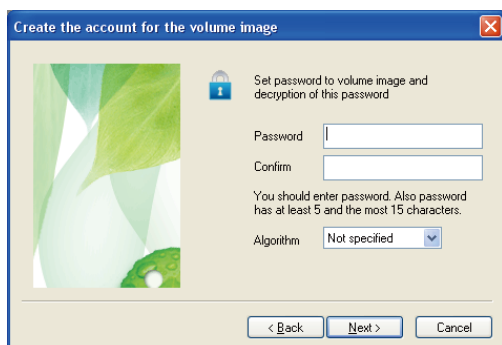 Create the account for the volume image
Set password to volume image and
decryption of this password
Password
Confirm
You should enter password. Also password
has at least 5 and the most 15 characters.
Algorithm Not specified
< Back Next > Cancel